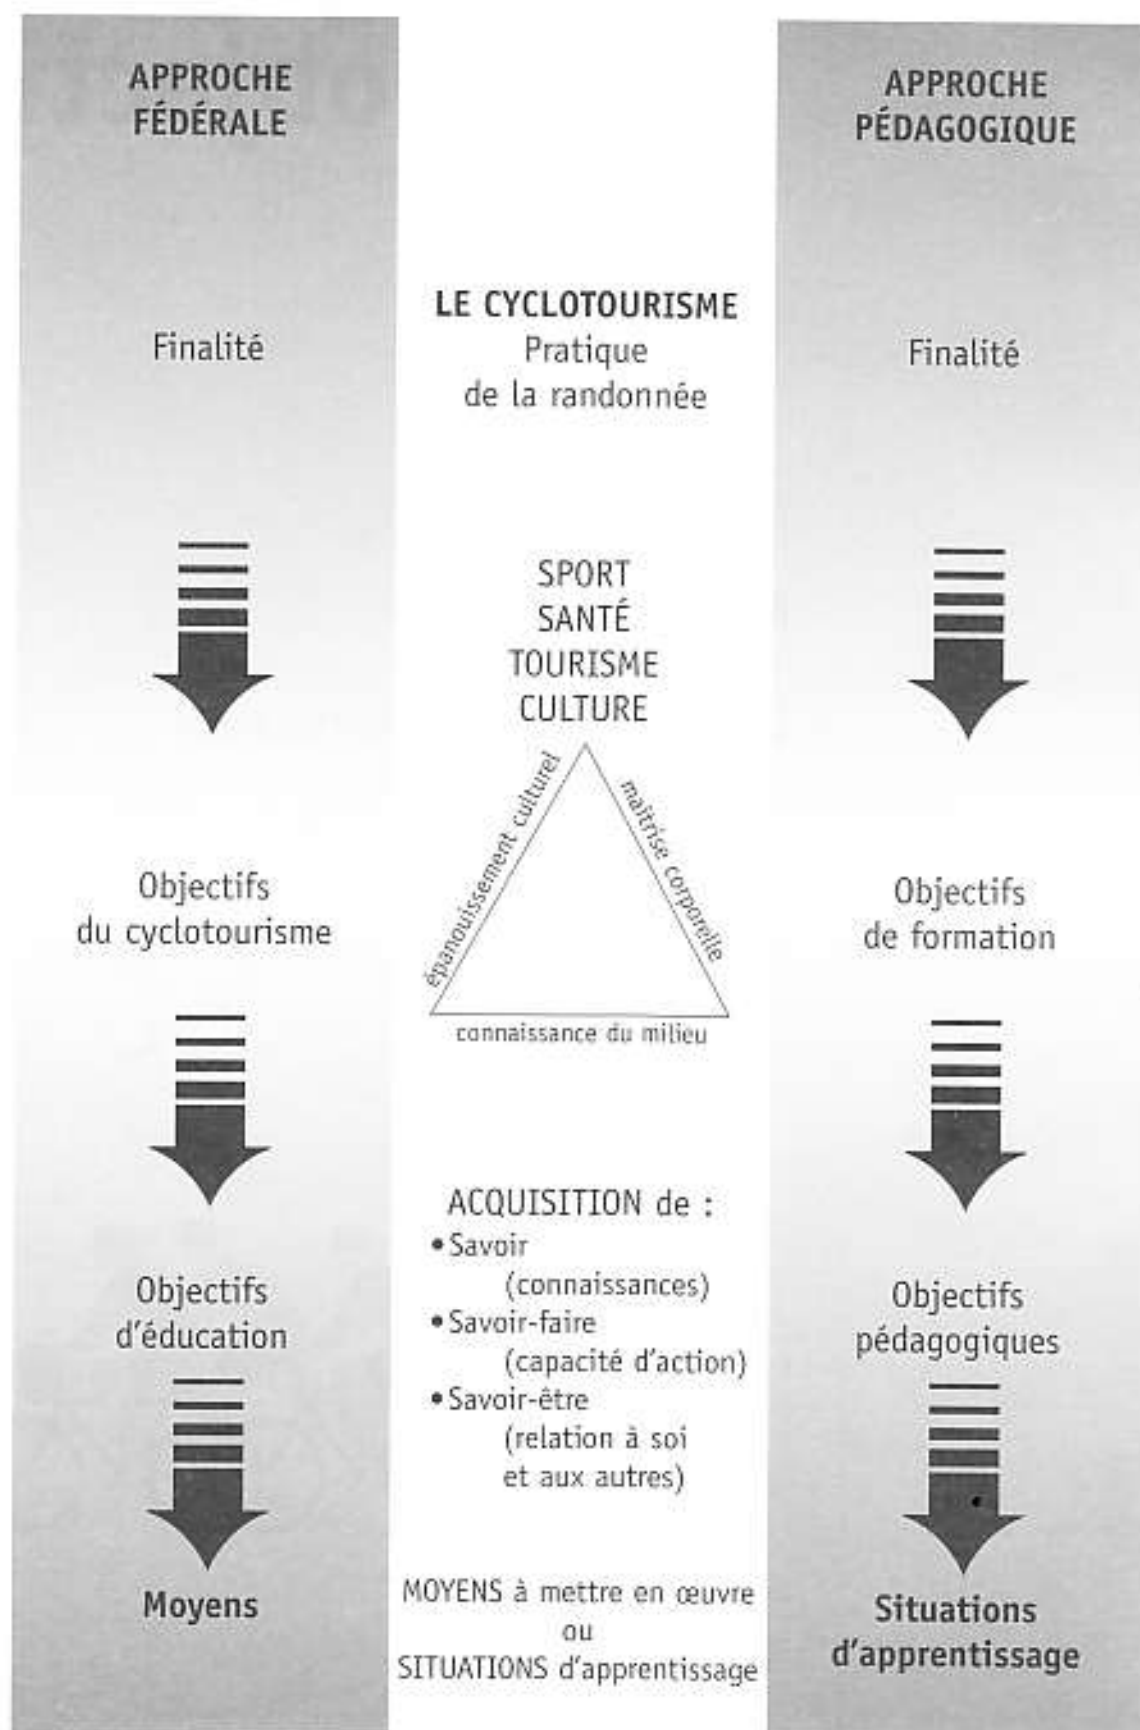 APPROCHE
FÉDÉRALE
Finalité
Objectifs
du cyclotourisme
Objectifs
d'éducation
Moyens
LE CYCLOTOURISME
Pratique
de la randonnée
SPORT
SANTÉ
TOURISME
CULTURE
épanouissement culturel
maîtrise corporelle
connaissance du milieu
ACQUISITION de :
• Savoir
(connaissances)
• Savoir-faire
(capacité d'action)
• Savoir-être
(relation à soi
et aux autres)
MOYENS à mettre en œuvre
ou
SITUATIONS d'apprentissage
APPROCHE
PÉDAGOGIQUE
Finalité
Objectifs
de formation
Objectifs
pédagogiques
Situations
d'apprentissage